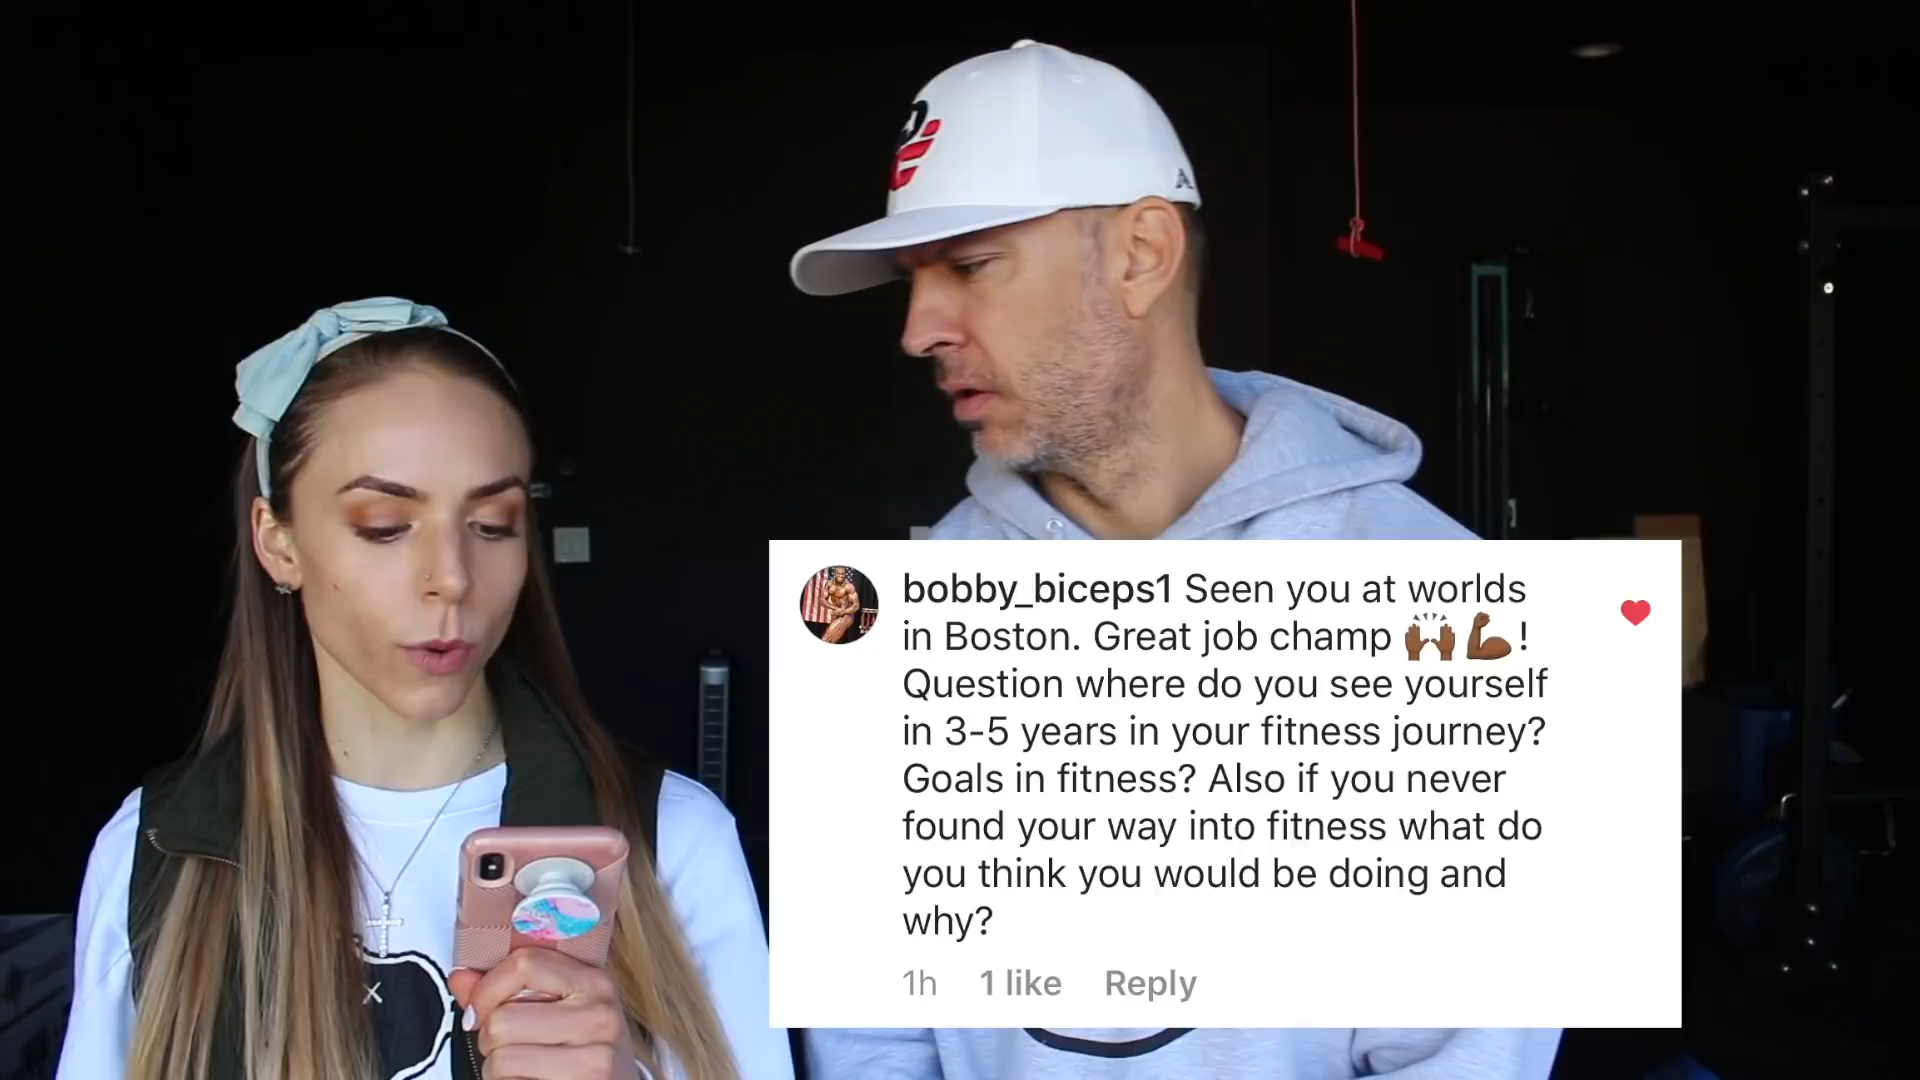 bobby_biceps1 Seen you at worlds
in Boston. Great job champ 🙌🏾 💪🏾!
Question where do you see yourself
in 3-5 years in your fitness journey?
Goals in fitness? Also if you never
found your way into fitness what do
you think you would be doing and
why?
1h 1 like Reply